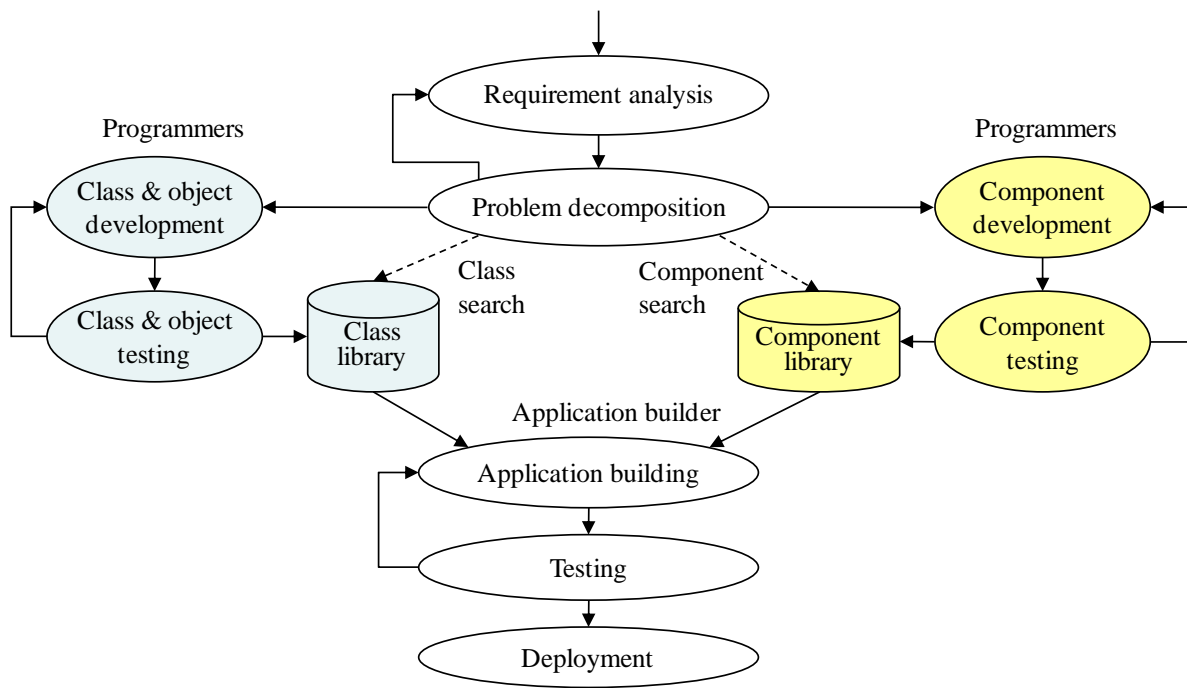 Requirement analysis
Programmers
Programmers
Class & object
development
Problem decomposition
Component
development
Class
search
Component
search
Class & object
testing
Class
library
Component
library
Component
testing
Application builder
Application building
Testing
Deployment